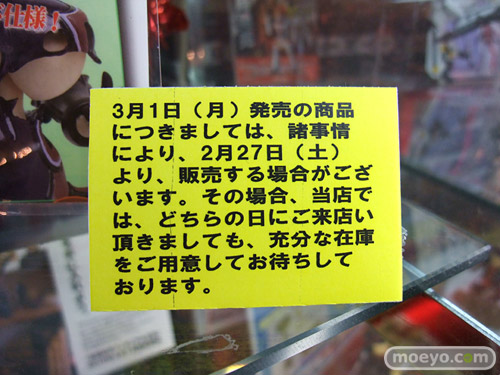 ド仕様!
3月1日(月)発売の商品
につきましては、諸事情
により、2月27日(土)
より、販売する場合がござ
います。その場合、当店で
は、どちらの日にご来店い
頂きましても、充分な在庫
をご用意してお待ちして
おります。
moeyo.com